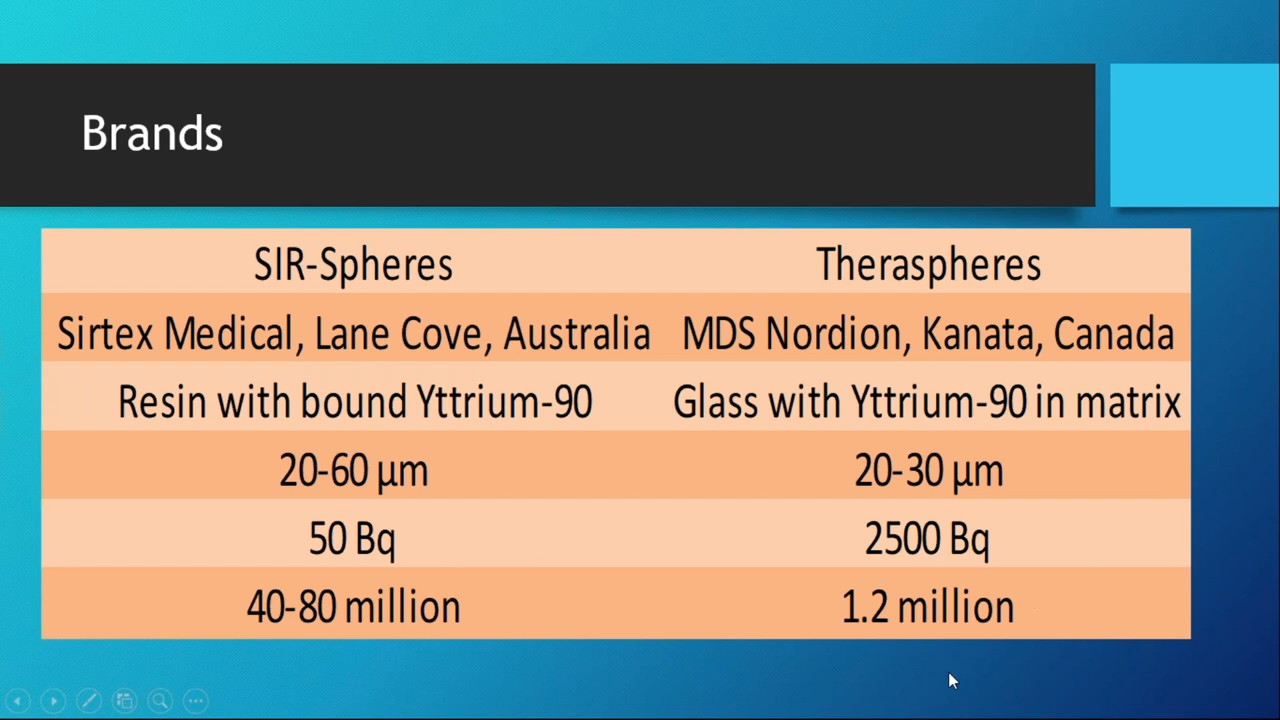 Brands
SIR-Spheres Theraspheres
Sirtex Medical, Lane Cove, Australia MDS Nordion, Kanata, Canada
Resin with bound Yttrium-90 Glass with Yttrium-90 in matrix
20-60 µm 20-30 µm
50 Bq 2500 Bq
40-80 million 1.2 million